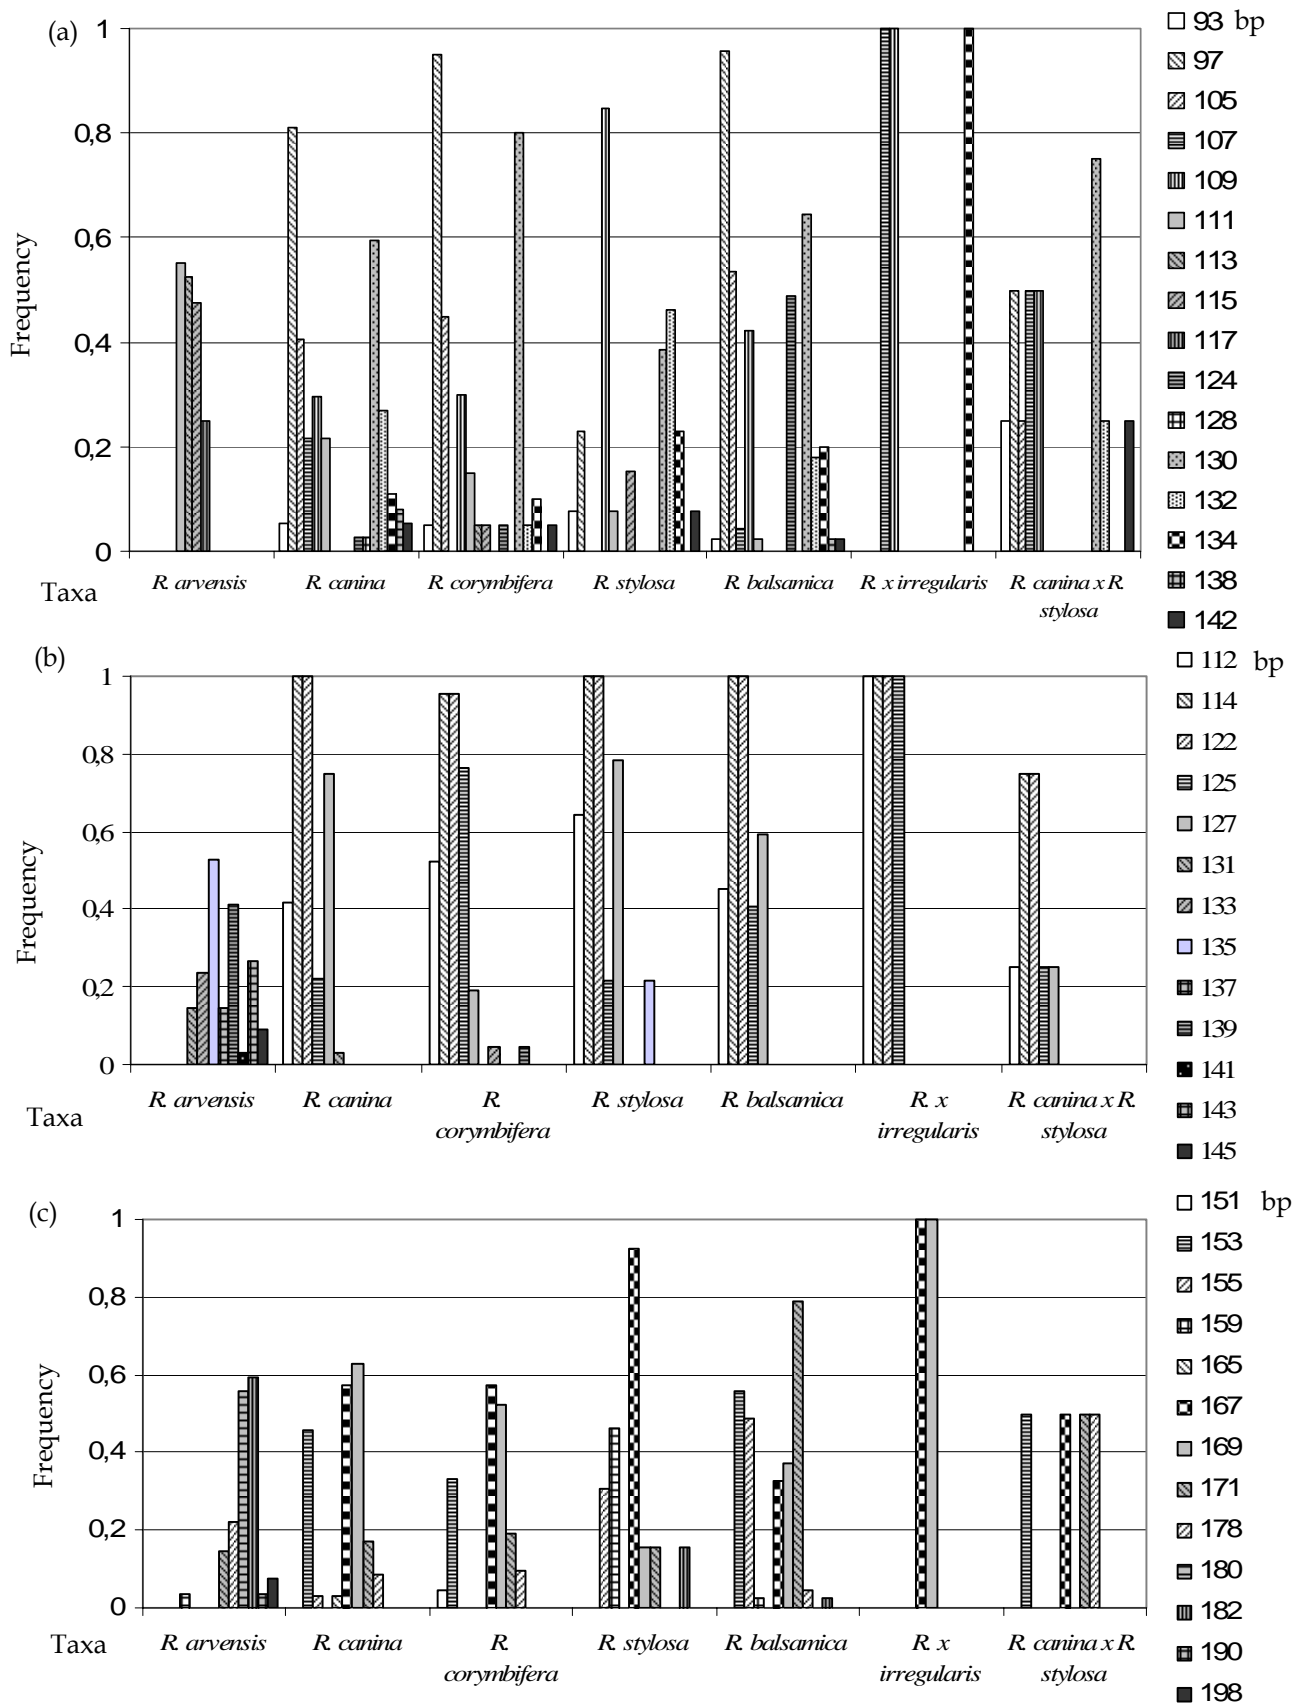 (a)
1
0,8
0,6
0,4
0,2
0
Frequency
Taxa
R. arvensis
R. canina
R. corymbifera
R. stylosa
R. balsamica
R. x irregularis
R. canina x R.
stylosa
93 bp
97
105
107
109
111
113
115
117
124
128
130
132
134
138
142
(b)
1
0,8
0,6
0,4
0,2
0
Frequency
Taxa
R. arvensis
R. canina
R.
corymbifera
R. stylosa
R. balsamica
R. x
irregularis
R. canina x R.
stylosa
112 bp
114
122
125
127
131
133
135
137
139
141
143
145
(c)
1
0,8
0,6
0,4
0,2
0
Frequency
Taxa
R. arvensis
R. canina
R.
corymbifera
R. stylosa
R. balsamica
R. x
irregularis
R. canina x R.
stylosa
151 bp
153
155
159
165
167
169
171
178
180
182
190
198